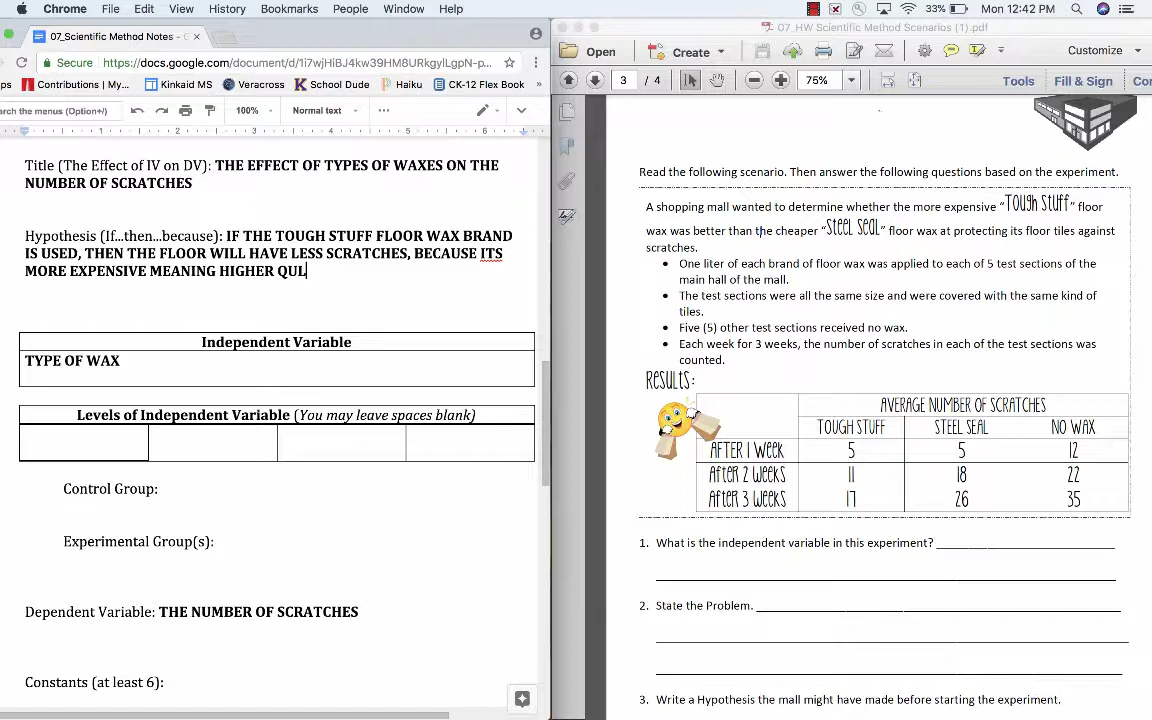 Chrome File Edit View History Bookmarks People Window Help 33% Mon 12:42 PM
07_Scientific Method Notes - 
Secure https://docs.google.com/document/d/1i7wjHiBJ4kw39HM8URkgylLgpN-p...
ps Contributions | My... Kinkaid MS Veracross School Dude Haiku CK-12 Flex Book »
arch the menus (Option+/) 100% Normal text ...
1 2 3 4 5 6
Title (The Effect of IV on DV): THE EFFECT OF TYPES OF WAXES ON THE
NUMBER OF SCRATCHES
Hypothesis (If...then...because): IF THE TOUGH STUFF FLOOR WAX BRAND
IS USED, THEN THE FLOOR WILL HAVE LESS SCRATCHES, BECAUSE ITS
MORE EXPENSIVE MEANING HIGHER QUL
Independent Variable
TYPE OF WAX
Levels of Independent Variable (You may leave spaces blank)
Control Group:
Experimental Group(s):
Dependent Variable: THE NUMBER OF SCRATCHES
Constants (at least 6):
07_HW Scientific Method Scenarios (1).pdf
Open Create Customize
3 / 4 75% Tools Fill & Sign Co
Read the following scenario. Then answer the following questions based on the experiment.
A shopping mall wanted to determine whether the more expensive "Tough Stuff" floor
wax was better than the cheaper "Steel Seal" floor wax at protecting its floor tiles against
scratches.
• One liter of each brand of floor wax was applied to each of 5 test sections of the
main hall of the mall.
• The test sections were all the same size and were covered with the same kind of
tiles.
• Five (5) other test sections received no wax.
• Each week for 3 weeks, the number of scratches in each of the test sections was
counted.
Results:
AVERAGE NUMBER OF SCRATCHES
TOUGH STUFF STEEL SEAL NO WAX
AFTER 1 WEEK 5 5 12
AFTER 2 WEEKS 11 18 22
AFTER 3 WEEKS 17 26 35
1. What is the independent variable in this experiment?
2. State the Problem.
3. Write a Hypothesis the mall might have made before starting the experiment.